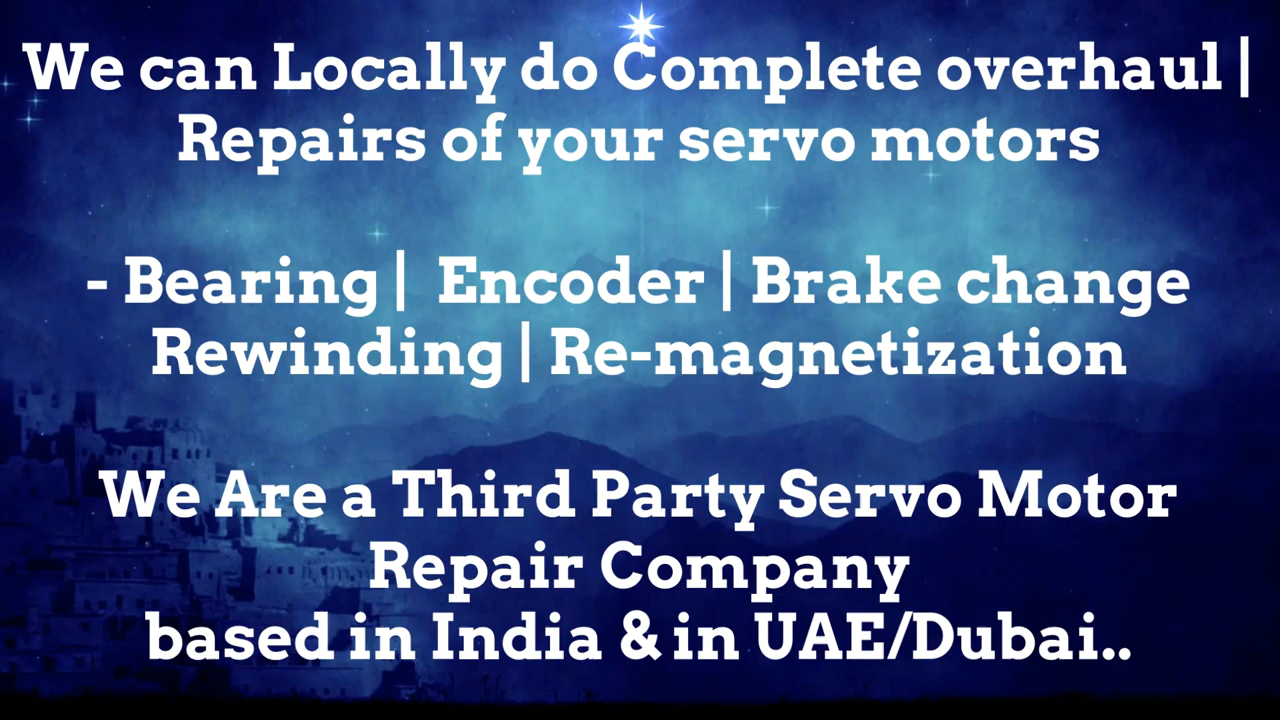 We can Locally do Complete overhaul |
Repairs of your servo motors
- Bearing | Encoder | Brake change
Rewinding | Re-magnetization
We Are a Third Party Servo Motor
Repair Company
based in India & in UAE/Dubai..